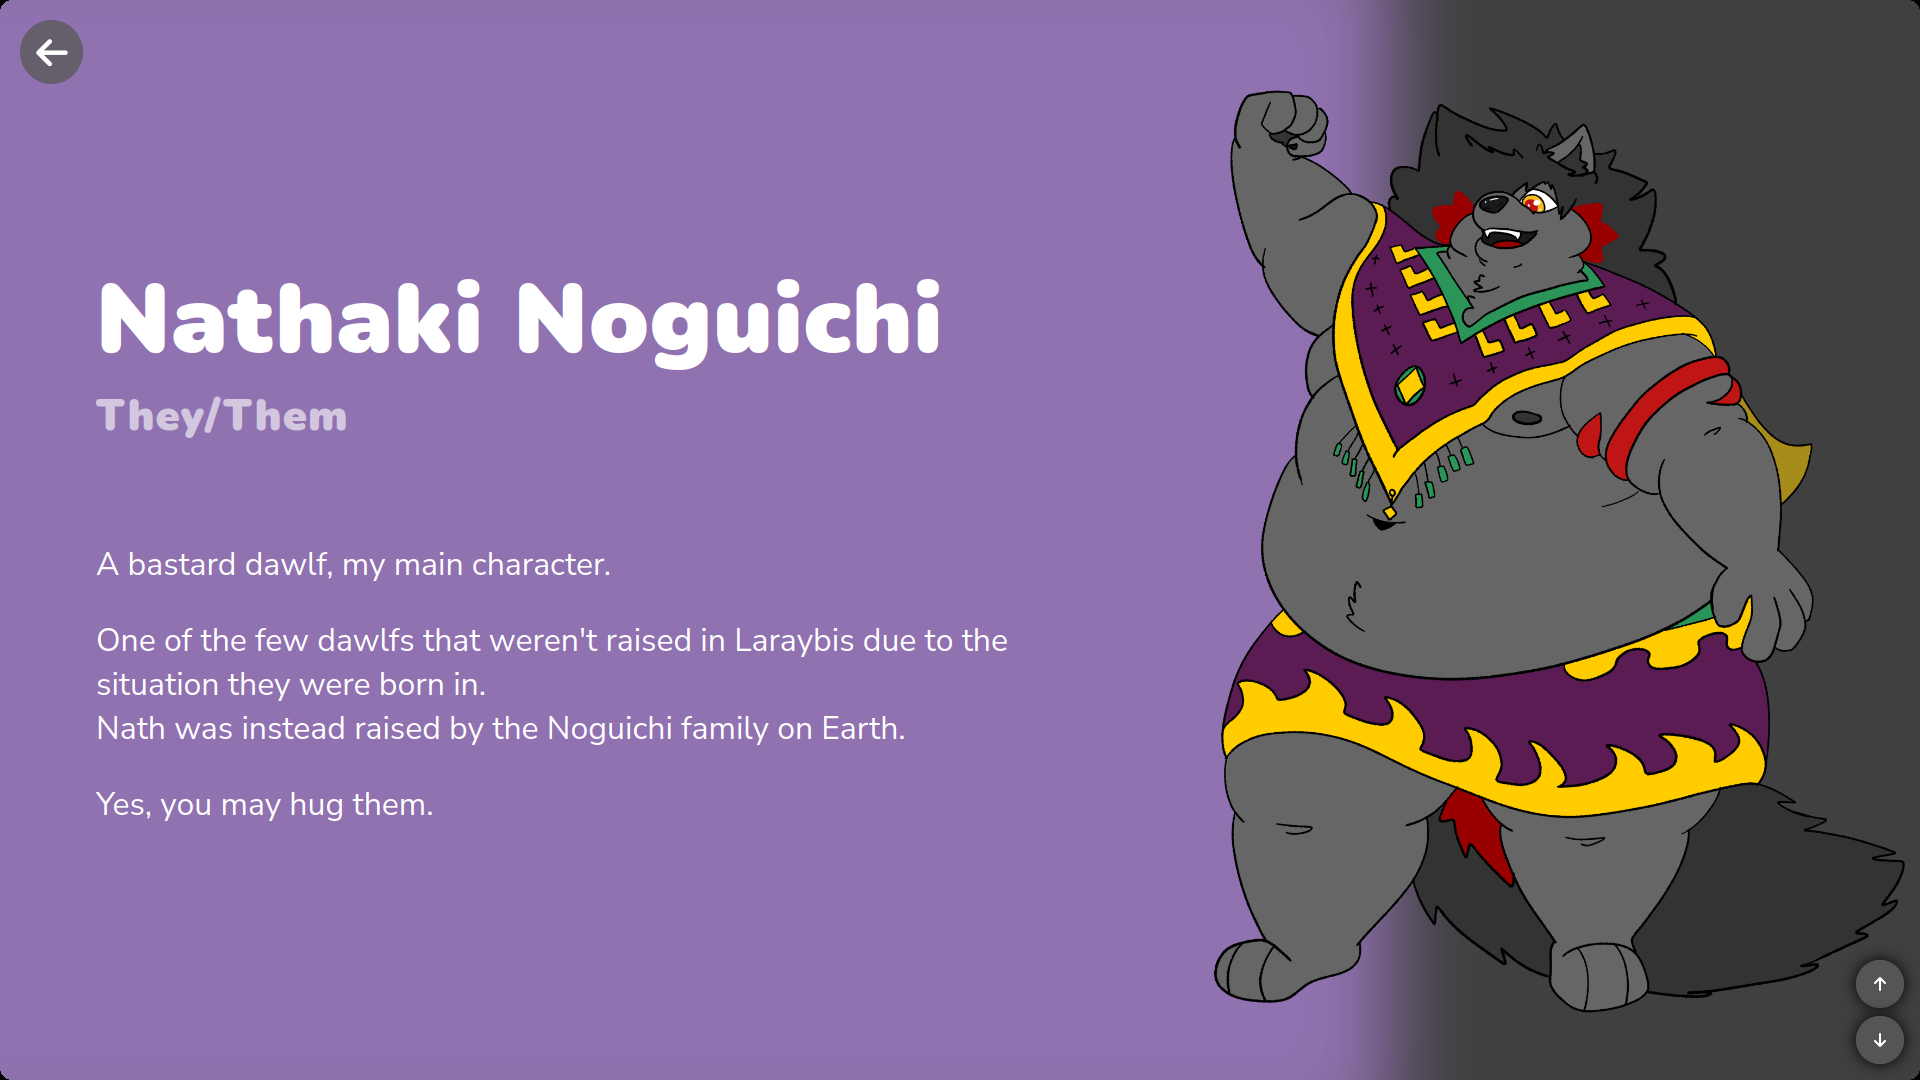 Nathaki Noguichi
They/Them
A bastard dawlf, my main character.
One of the few dawlfs that weren't raised in Laraybis due to the
situation they were born in.
Nath was instead raised by the Noguichi family on Earth.
Yes, you may hug them.